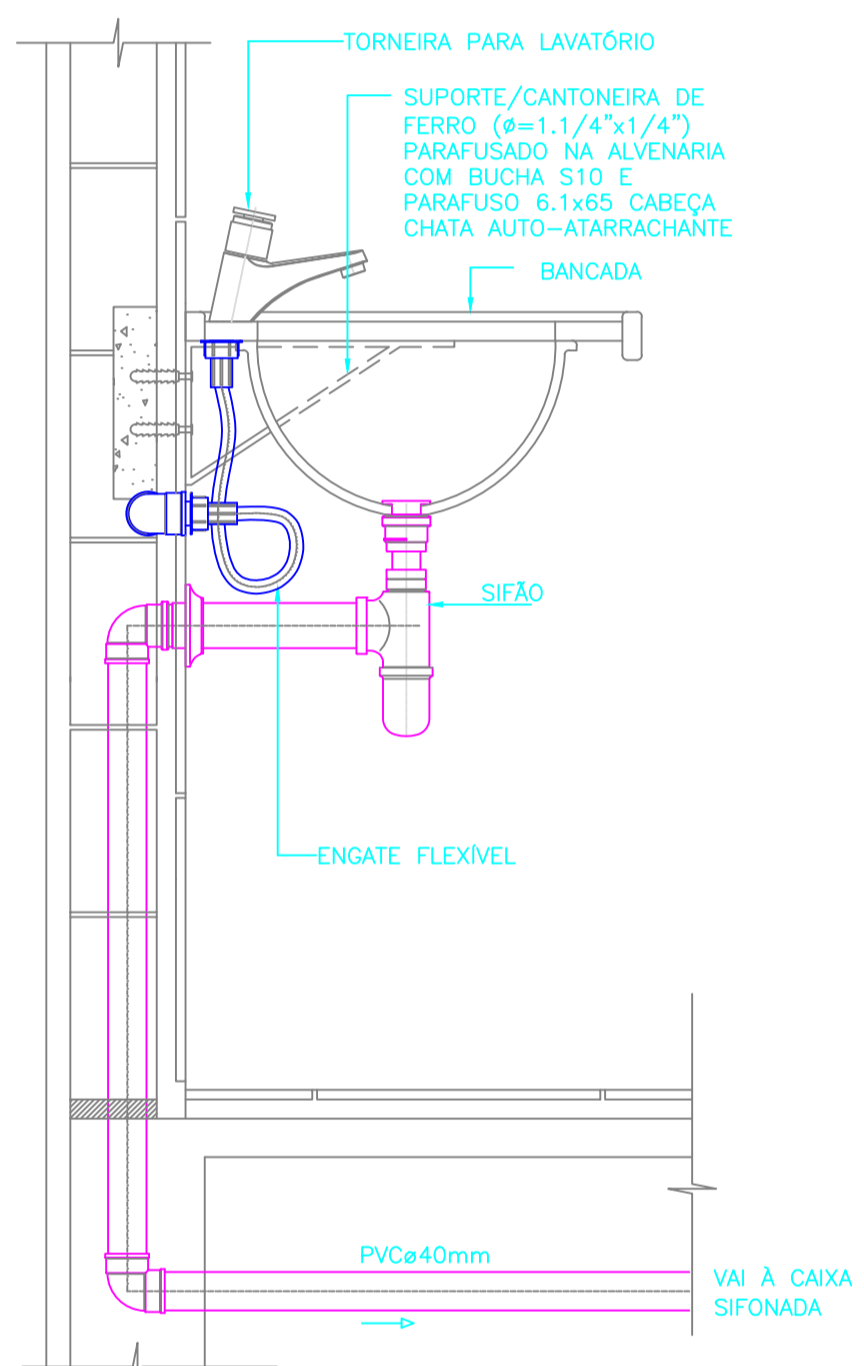 TORNEIRA PARA LAVATÓRIO
SUPORTE/CANTONEIRA DE
FERRO (ø=1.1/4"x1/4")
PARAFUSADO NA ALVENARIA
COM BUCHA S10 E
PARAFUSO 6.1x65 CABEÇA
CHATA AUTO-ATARRACHANTE
BANCADA
SIFÃO
ENGATE FLEXÍVEL
PVCø40mm
VAI À CAIXA
SIFONADA